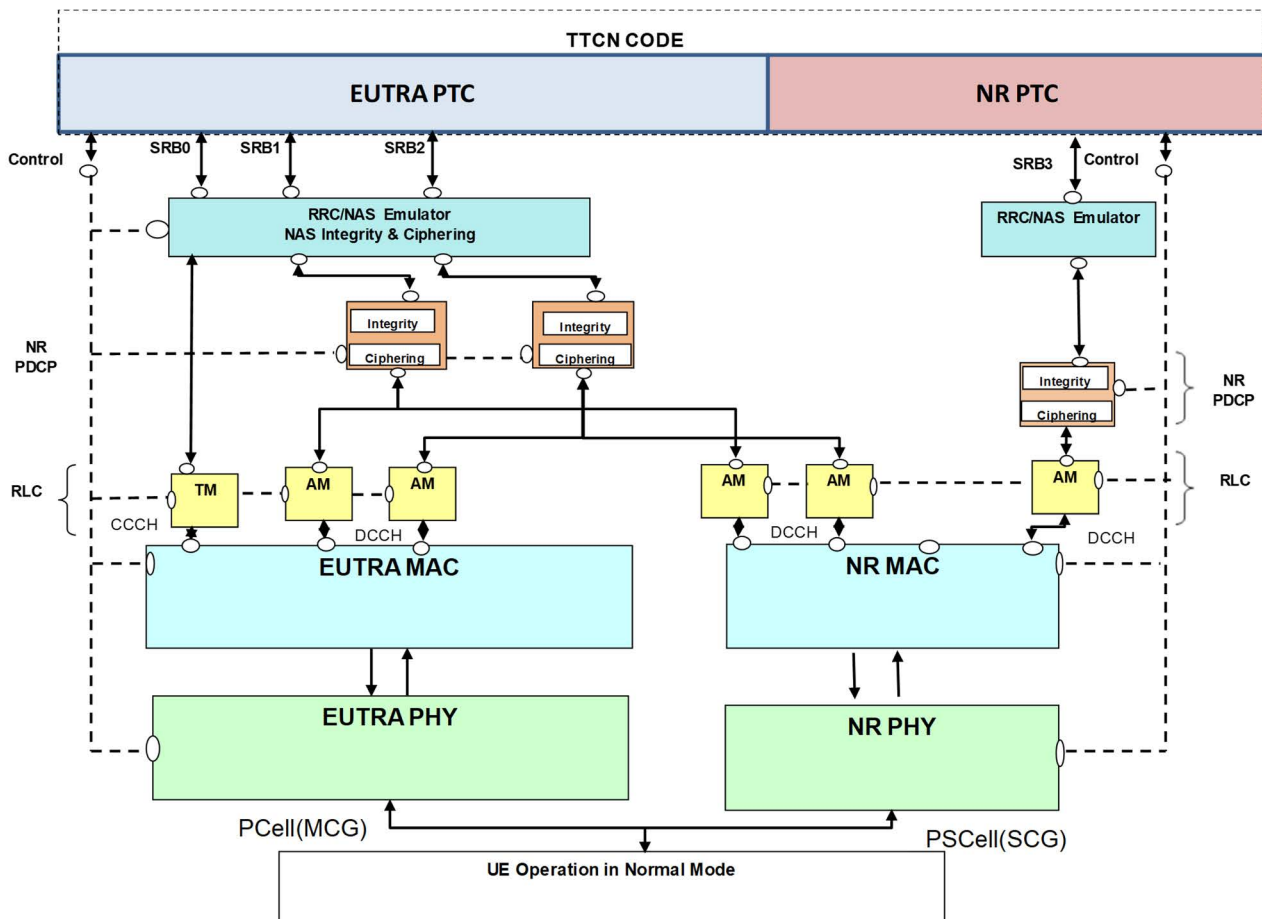 TTCN CODE
EUTRA PTC
NR PTC
Control
SRB0
SRB1
SRB2
SRB3
Control
RRC/NAS Emulator
NAS Integrity & Ciphering
RRC/NAS Emulator
NR
PDCP
Integrity
Ciphering
Integrity
Ciphering
Integrity
Ciphering
NR
PDCP
RLC
TM
AM
AM
AM
AM
AM
RLC
CCCH
DCCH
DCCH
DCCH
EUTRA MAC
NR MAC
EUTRA PHY
NR PHY
PCell(MCG)
PSCell(SCG)
UE Operation in Normal Mode